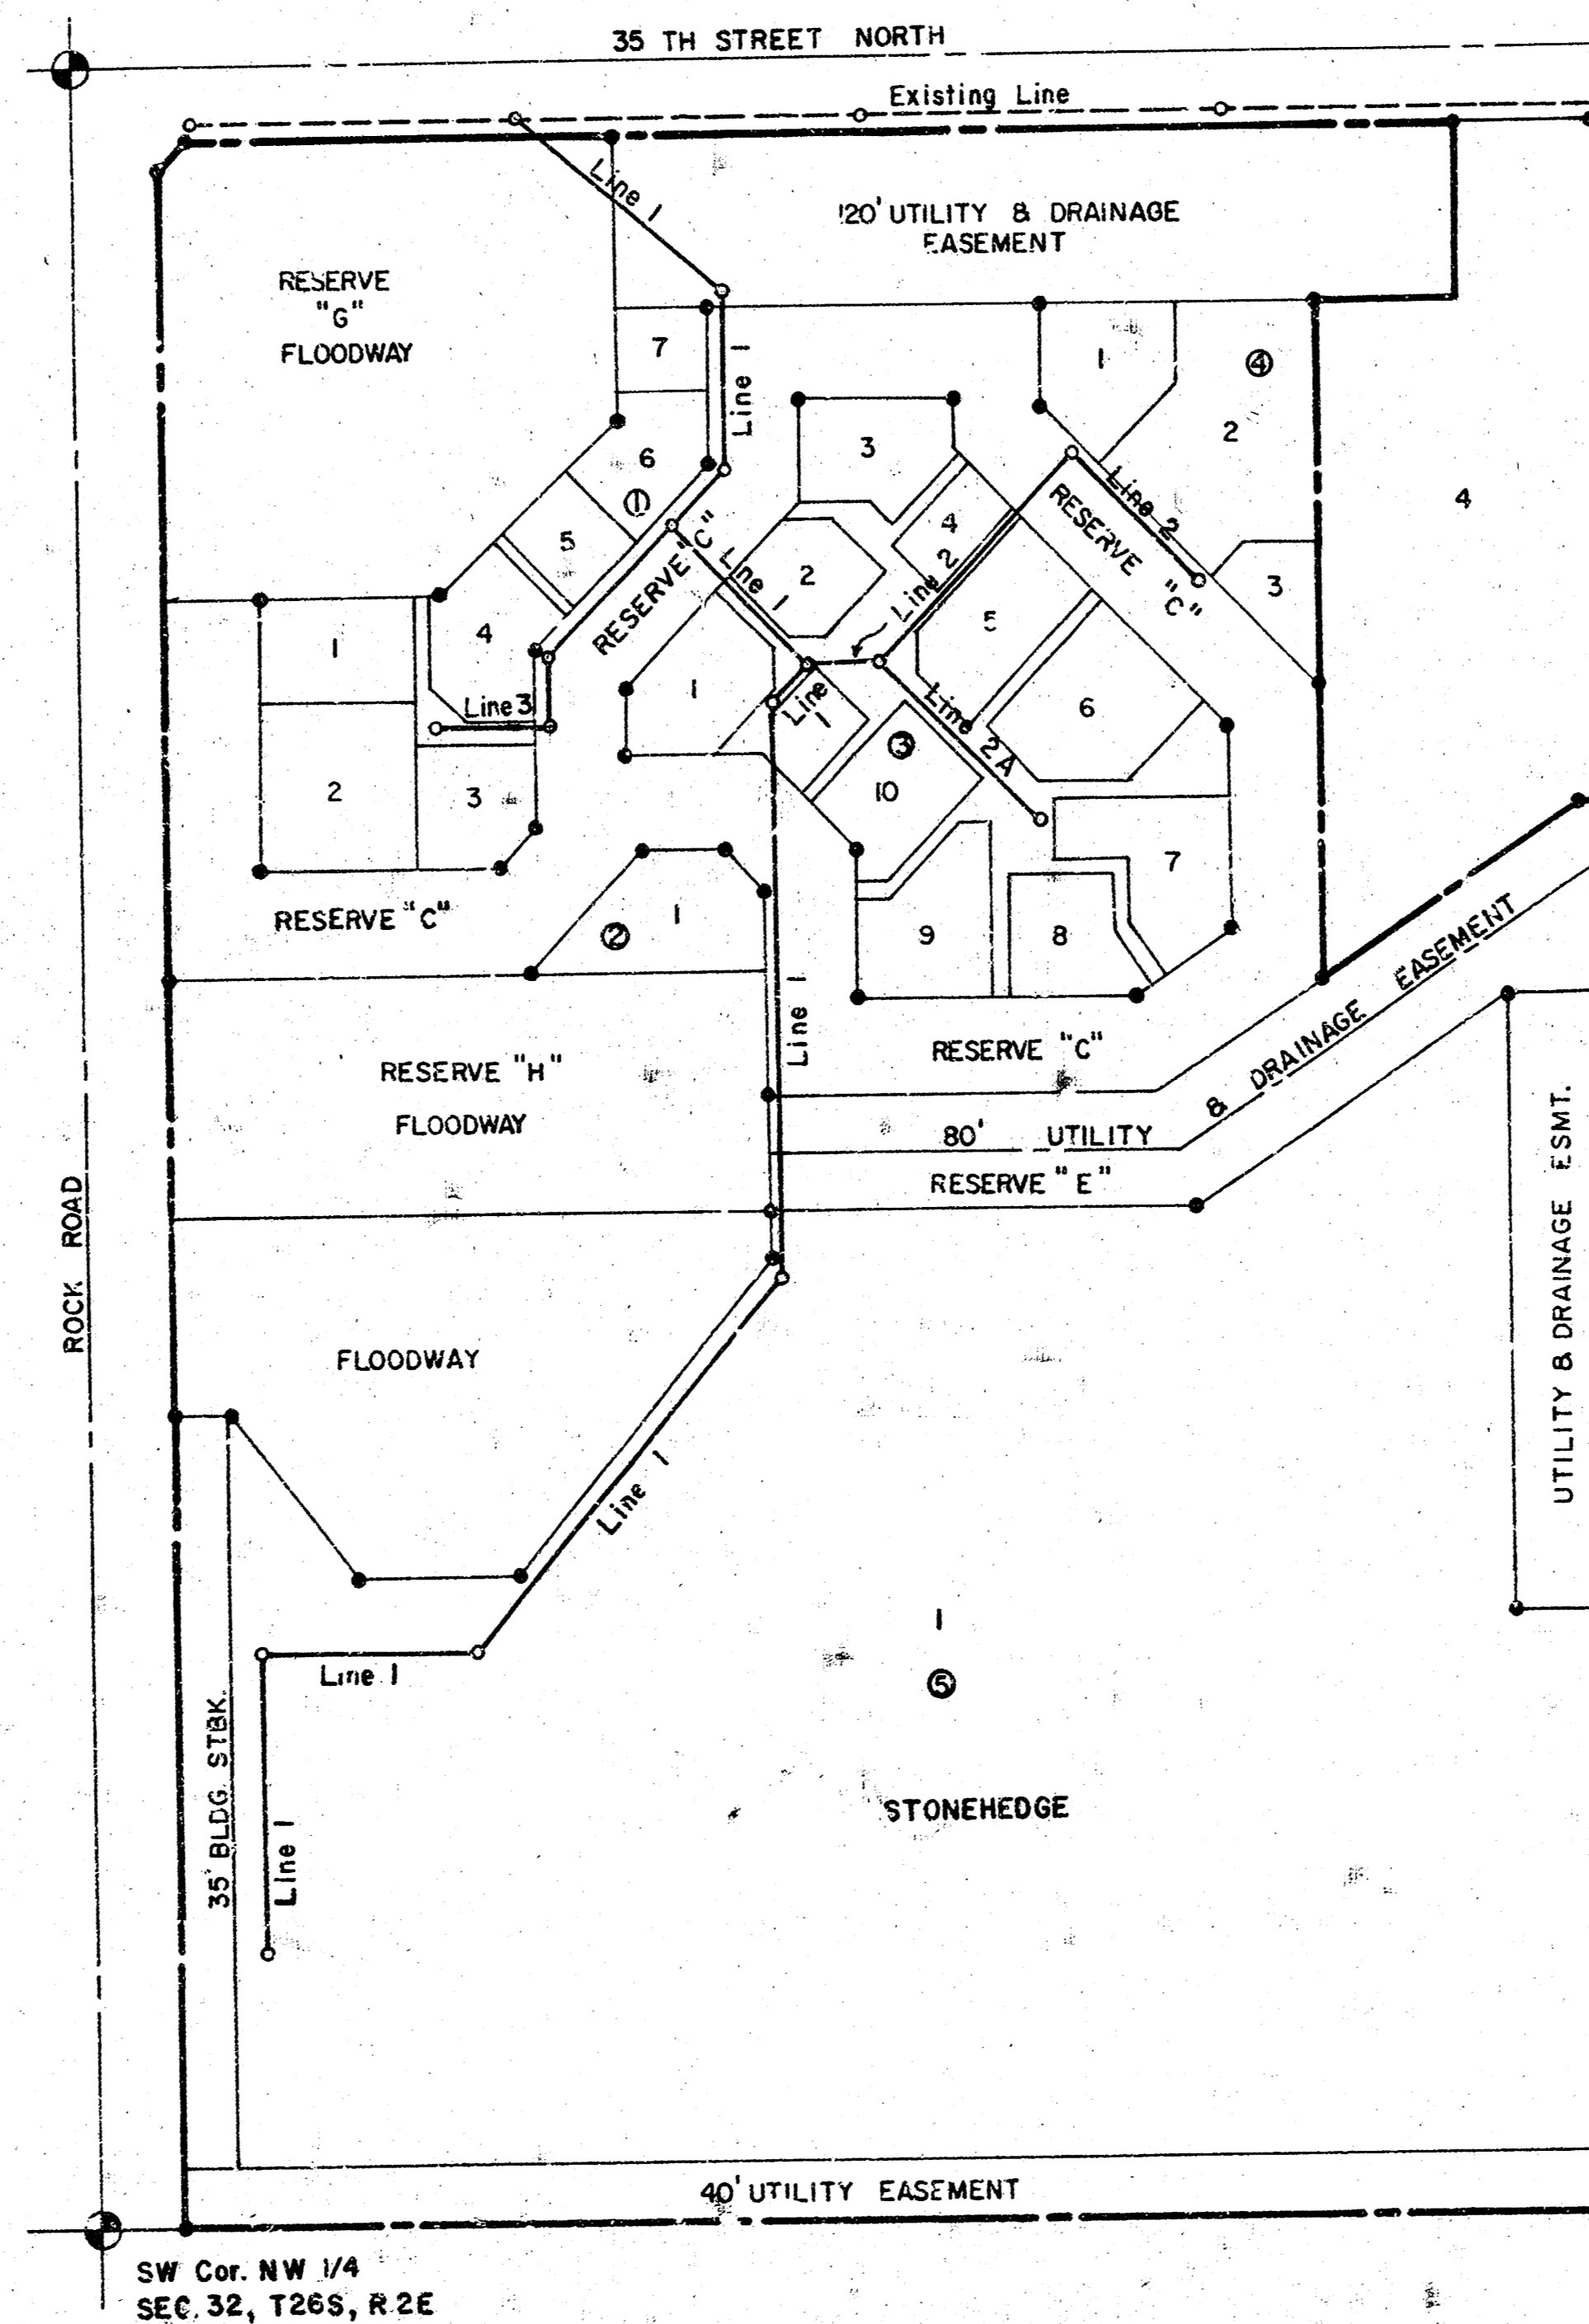 35 TH STREET NORTH
Existing Line
Line 1
120' UTILITY & DRAINAGE
EASEMENT
RESERVE
"G"
FLOODWAY
7
Line 1
1
④
2
3
6
①
4
5
RESERVE "C"
Line 1
2
Line 2
4
Line 2
RESERVE "C"
3
5
1
4
1
Line 3
Line 1
Line 2A
6
③
10
2
3
7
RESERVE "C"
②
1
9
8
Line 1
RESERVE "C"
RESERVE "H"
FLOODWAY
80' UTILITY & DRAINAGE EASEMENT
RESERVE "E"
UTILITY & DRAINAGE ESMT.
ROCK ROAD
FLOODWAY
Line 1
1
⑤
Line 1
35' BLDG. STBK.
Line 1
STONEHEDGE
40' UTILITY EASEMENT
SW Cor. NW 1/4
SEC. 32, T26S, R.2E